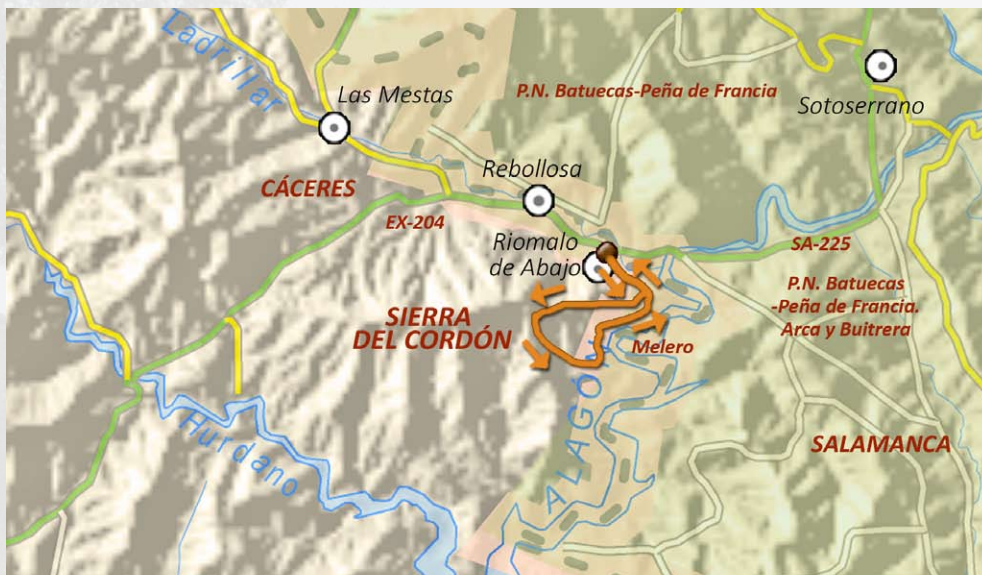 Ladrillar
Las Mestas
P.N. Batuecas-Peña de Francia
Sotoserrano
CÁCERES
Rebollosa
EX-204
Riomalo
de Abajo
SA-225
SIERRA
DEL CORDÓN
P.N. Batuecas
-Peña de Francia.
Arca y Buitrera
Melero
ALAGÓN
Hurdano
SALAMANCA